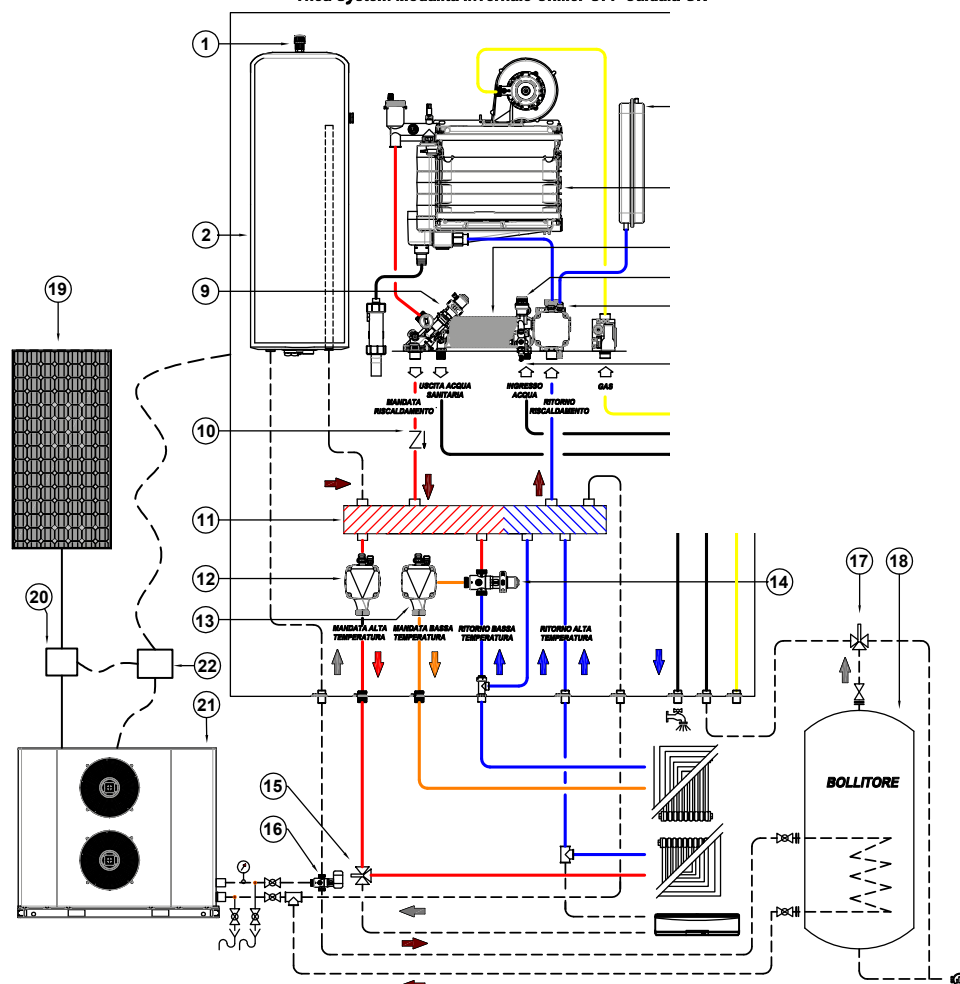 1
2
19
9
USCITA ACQUA
SANITARIA
INGRESSO
ACQUA
GAS
MANDATA
RISCALDAMENTO
RITORNO
RISCALDAMENTO
10
11
12
14
13
MANDATA ALTA
TEMPERATURA
MANDATA BASSA
TEMPERATURA
RITORNO BASSA
TEMPERATURA
RITORNO ALTA
TEMPERATURA
17
18
20
22
21
BOLLITORE
15
16